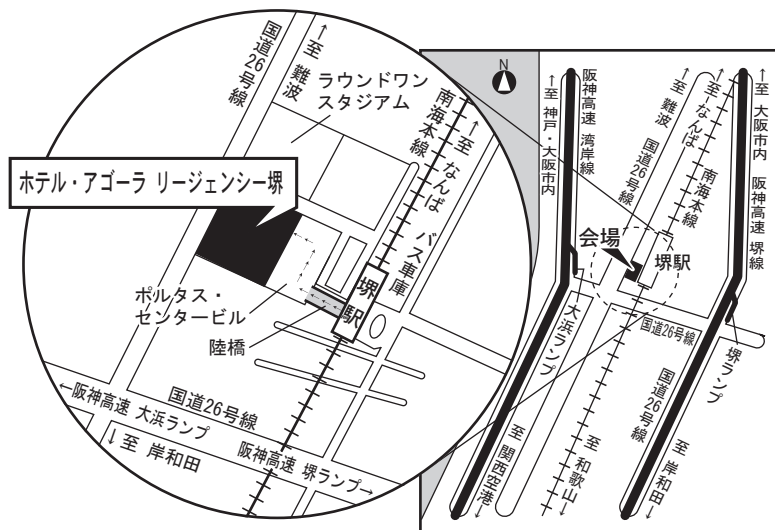 国道26号線
↑至 難波
ラウンドワン
スタジアム
南海本線
↑至 なんば
バス車庫
ホテル・アゴーラ リージェンシー堺
ポルタス・
センタービル
堺駅
陸橋
国道26号線
←阪神高速 大浜ランプ
↓至 岸和田
阪神高速 堺ランプ→
N
←至 神戸・大阪市内
阪神高速 湾岸線
←至 難波
国道26号線
←至 なんば
南海本線
←至 大阪市内
阪神高速 堺線
会場
堺駅
大浜ランプ
国道26号線
堺ランプ
国道26号線
至 関西空港←
至 和歌山←
至 岸和田←